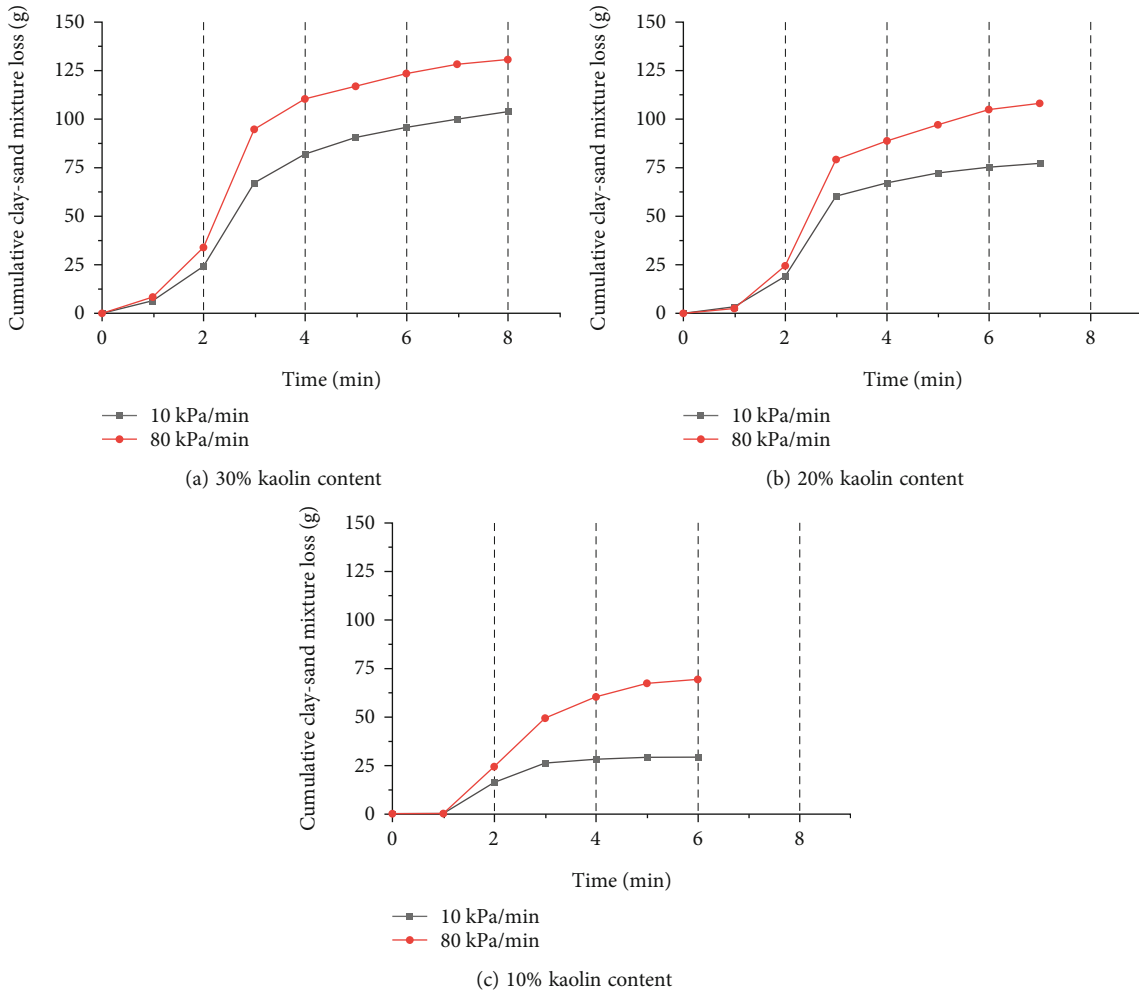 Cumulative clay-sand mixture loss (g)
150
125
100
75
50
25
0
0 2 4 6 8
Time (min)
10 kPa/min
80 kPa/min
(a) 30% kaolin content
Cumulative clay-sand mixture loss (g)
150
125
100
75
50
25
0
0 2 4 6 8
Time (min)
10 kPa/min
80 kPa/min
(b) 20% kaolin content
Cumulative clay-sand mixture loss (g)
150
125
100
75
50
25
0
0 2 4 6 8
Time (min)
10 kPa/min
80 kPa/min
(c) 10% kaolin content